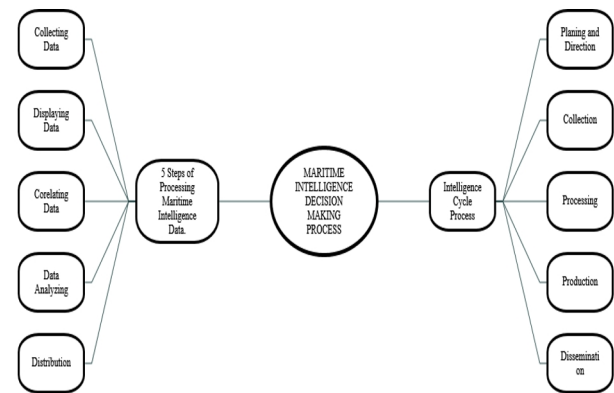 Collecting
Data
Displaying
Data
Corelating
Data
Data
Analyzing
Distribution
5 Steps of
Processing
Maritime
Intelligence
Data.
MARITIME
INTELLIGENCE
DECISION
MAKING
PROCESS
Intelligence
Cycle
Process
Planing and
Direction
Collection
Processing
Production
Disseminati
on